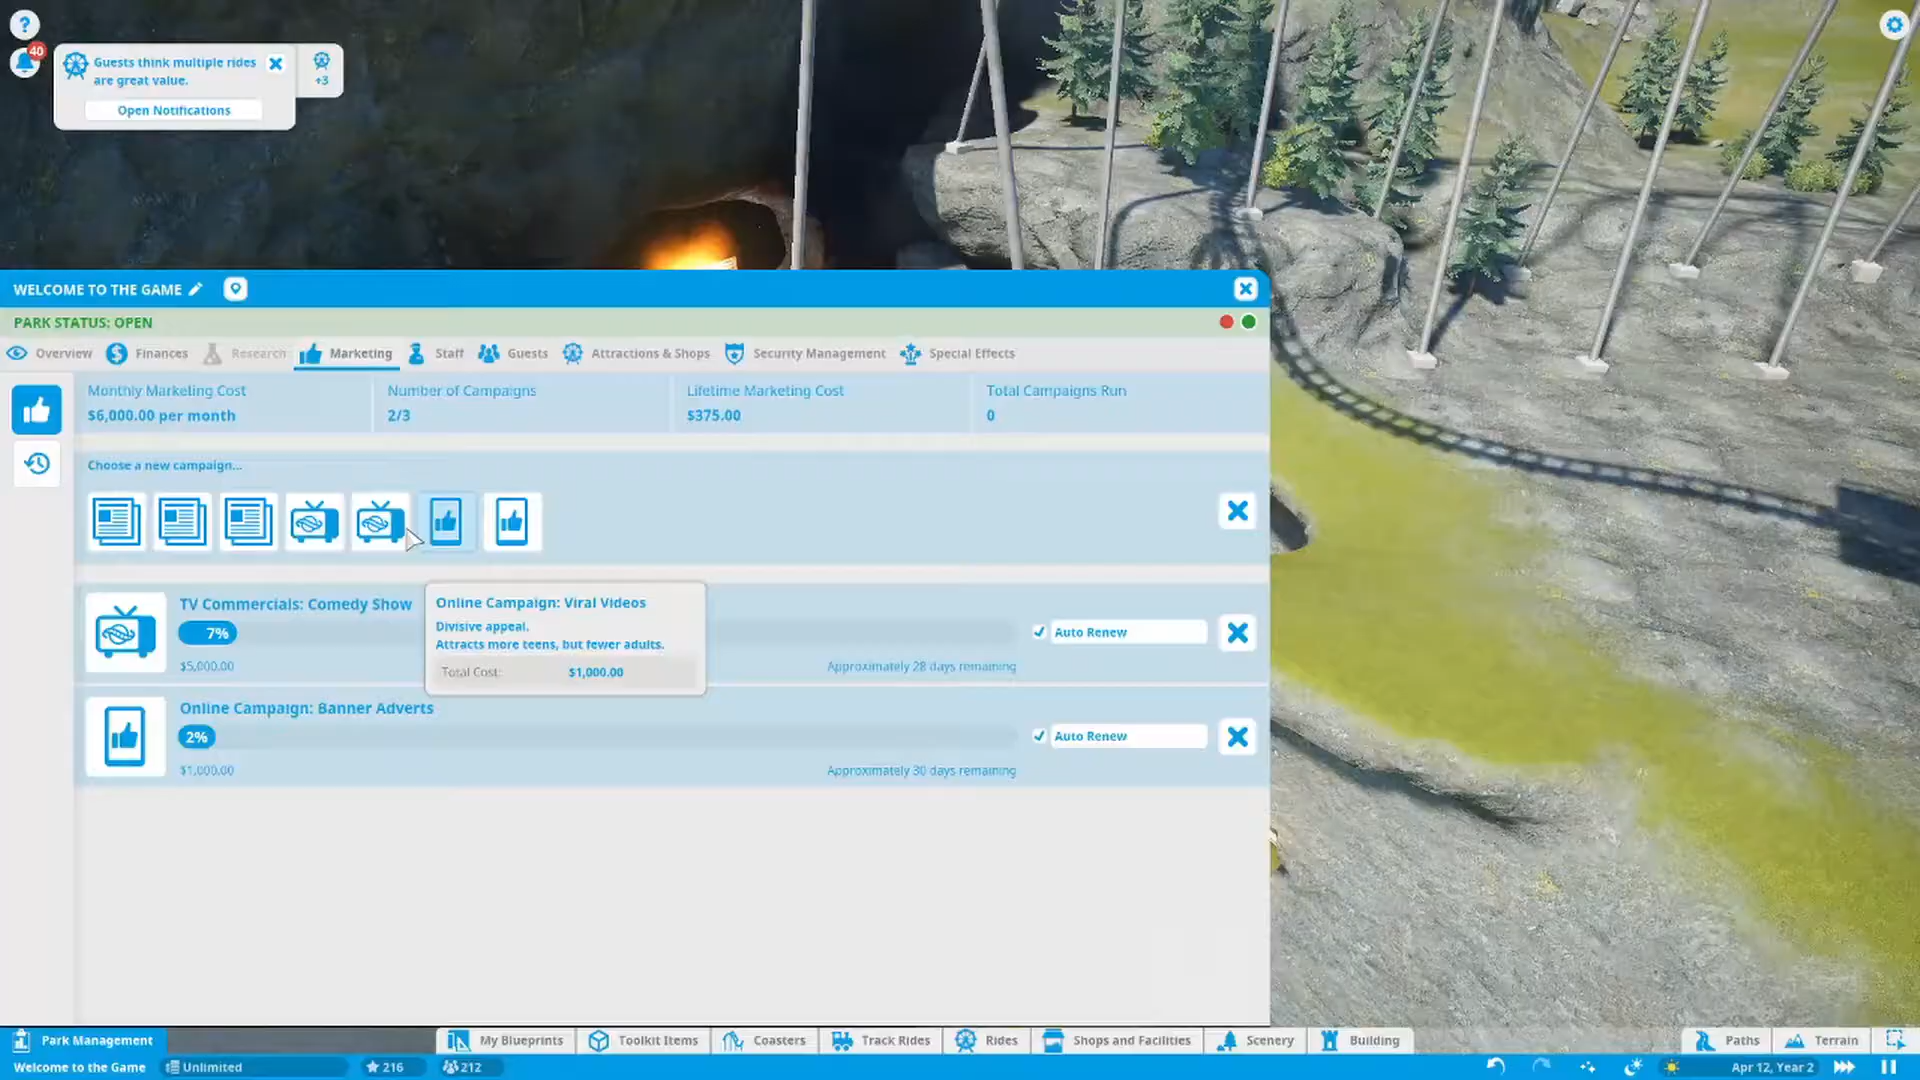 ?
40
Guests think multiple rides
are great value.
+3
Open Notifications
WELCOME TO THE GAME
PARK STATUS: OPEN
Overview
Finances
Research
Marketing
Staff
Guests
Attractions & Shops
Security Management
Special Effects
Monthly Marketing Cost
$6,000.00 per month
Number of Campaigns
2/3
Lifetime Marketing Cost
$375.00
Total Campaigns Run
0
Choose a new campaign...
TV Commercials: Comedy Show
7%
$5,000.00
Approximately 28 days remaining
Auto Renew
Online Campaign: Viral Videos
Divisive appeal.
Attracts more teens, but fewer adults.
Total Cost: $1,000.00
Online Campaign: Banner Adverts
2%
$1,000.00
Approximately 30 days remaining
Auto Renew
Park Management
My Blueprints
Toolkit Items
Coasters
Track Rides
Rides
Shops and Facilities
Scenery
Building
Paths
Terrain
Welcome to the Game
Unlimited
216
212
Apr 12, Year 2